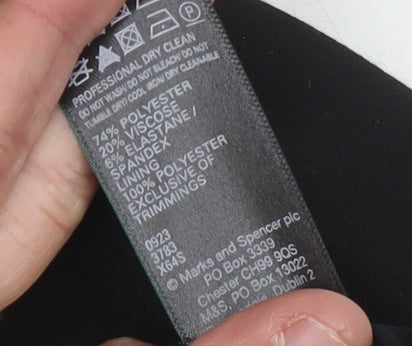 P
PROFESSIONAL DRY CLEAN
DO NOT WASH/DO NOT BLEACH/DO NOT
TUMBLE DRY/ COOL IRON/ DRY CLEANABLE
74% POLYESTER
20% VISCOSE
6% ELASTANE/
SPANDEX
LINING
100% POLYESTER
EXCLUSIVE OF
TRIMMINGS
0923
3783
X64S
© Marks and Spencer plc
PO Box 3339
Chester CH99 9QS
M&S, PO Box 13022
Dublin 2